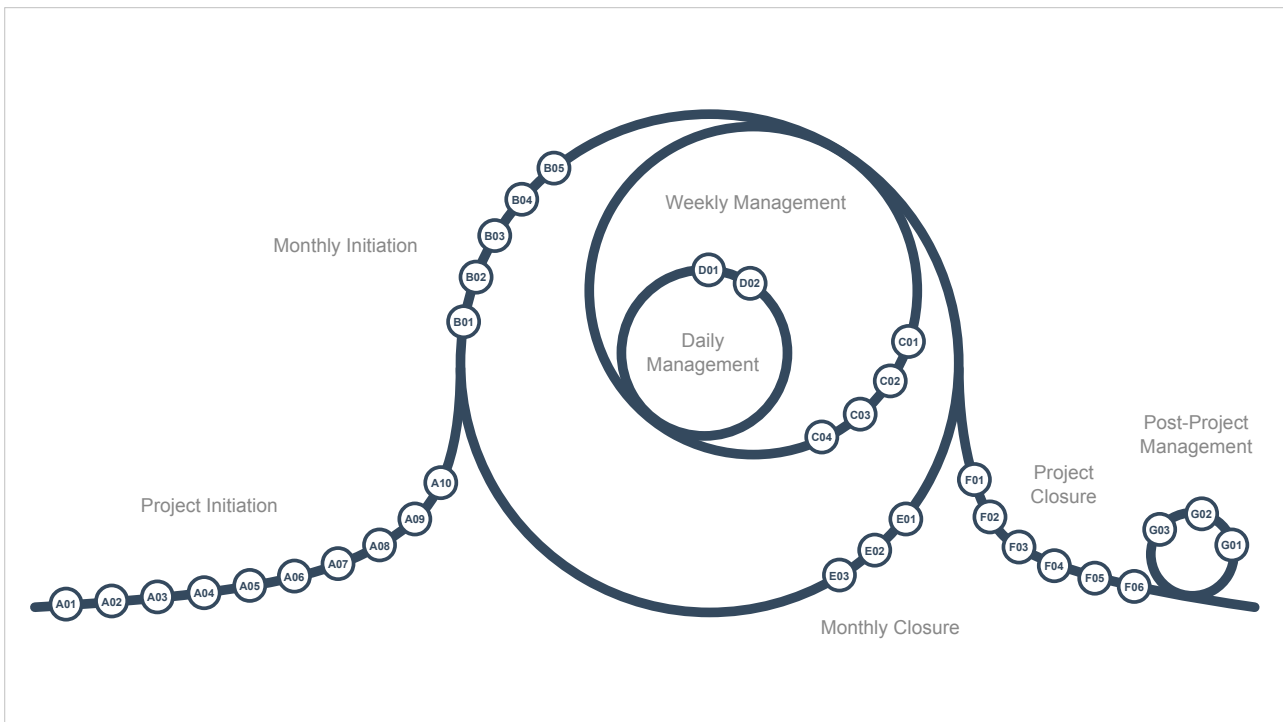 B05
B04
Weekly Management
B03
Monthly Initiation
D01
B02
D02
B01
C01
Daily
Management
C02
C03
Post-Project
Management
C04
Project
Closure
F01
A10
Project Initiation
G02
F02
E01
A09
G03
G01
A08
F03
E02
A07
F04
E03
A06
F05
A05
F06
A04
A03
A02
A01
Monthly Closure